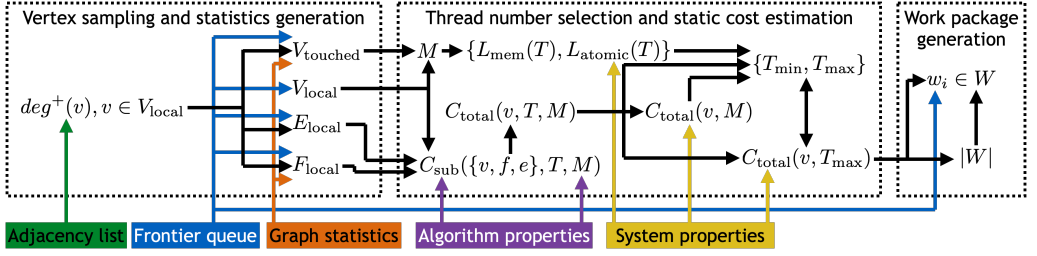 Vertex sampling and statistics generation
Thread number selection and static cost estimation
Work package generation
deg⁺(v), v ∈ V_local
V_touched
V_local
E_local
F_local
M
{L_mem(T), L_atomic(T)}
C_total(v, T, M)
C_sub({v, f, e}, T, M)
C_total(v, M)
{T_min, T_max}
C_total(v, T_max)
w_i ∈ W
|W|
Adjacency list
Frontier queue
Graph statistics
Algorithm properties
System properties